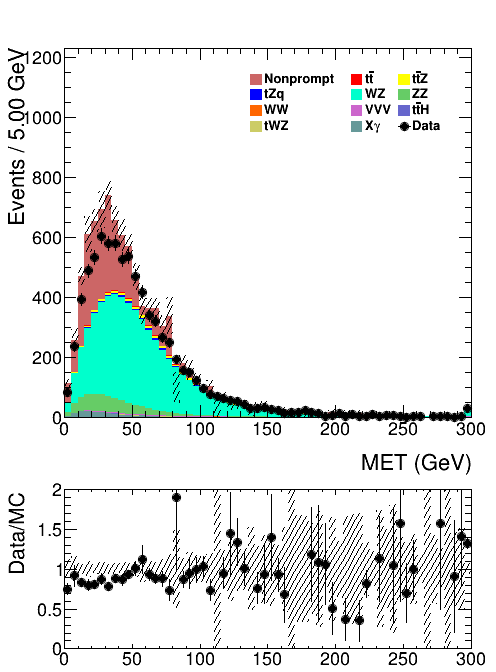 Events / 5.00 GeV
1200
1000
800
600
400
200
0
Nonprompt tt̄ tt̄Z
tZq WZ ZZ
WW VVV tt̄H
tWZ Xγ Data
0 50 100 150 200 250 300
MET (GeV)
Data/MC
2
1.5
1
0.5
0
0 50 100 150 200 250 300